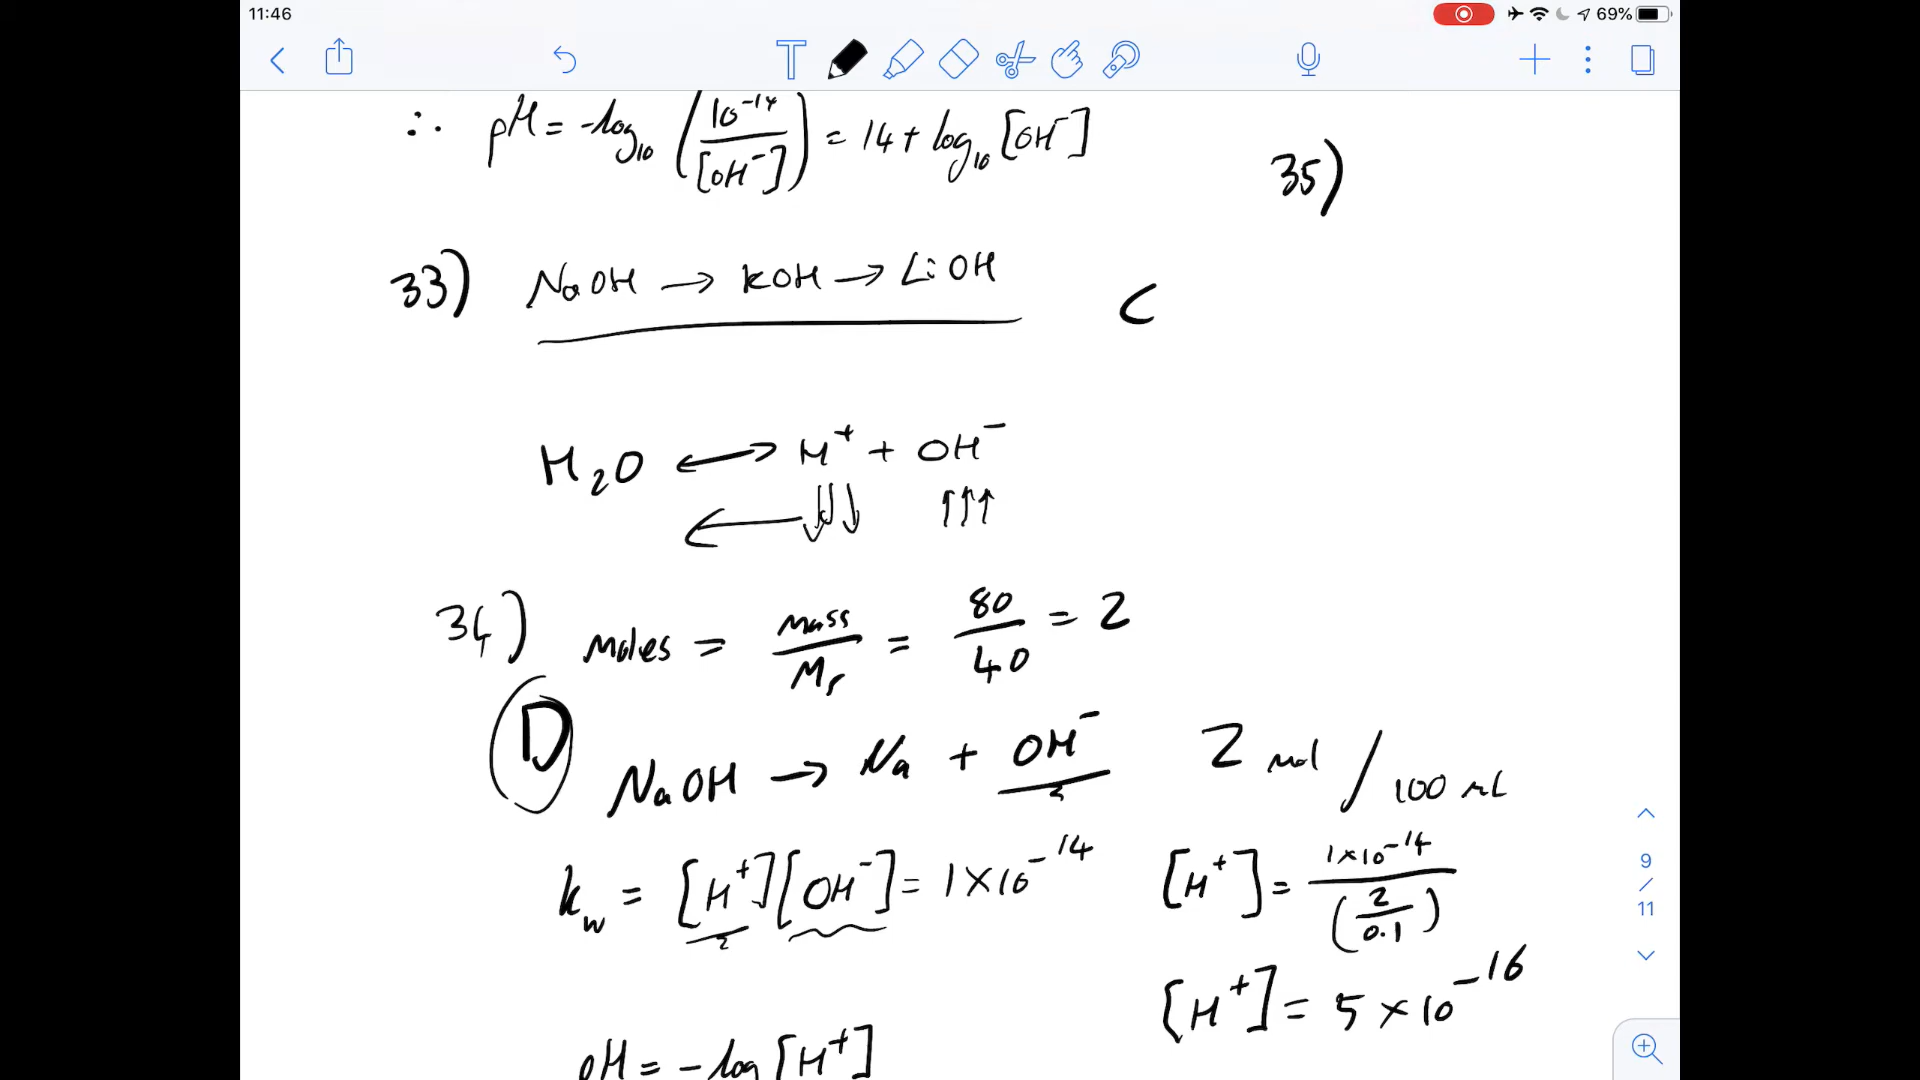 11:46
69%
∴ pH = -log₁₀ (10⁻¹⁴ / [OH⁻]) = 14 + log₁₀ [OH⁻]
35)
33) NaOH → KOH → LiOH C
H₂O ↔ H⁺ + OH⁻
← ↓↓↓ ↑↑↑
34) moles = mass / Mr = 80 / 40 = 2
D
NaOH → Na + OH⁻ 2 mol / 100 mL
kw = [H⁺][OH⁻] = 1×10⁻¹⁴ [H⁺] = 1×10⁻¹⁴ / (2 / 0.1)
[H⁺] = 5 × 10⁻¹⁶
pH = -log [H⁺]
9 / 11